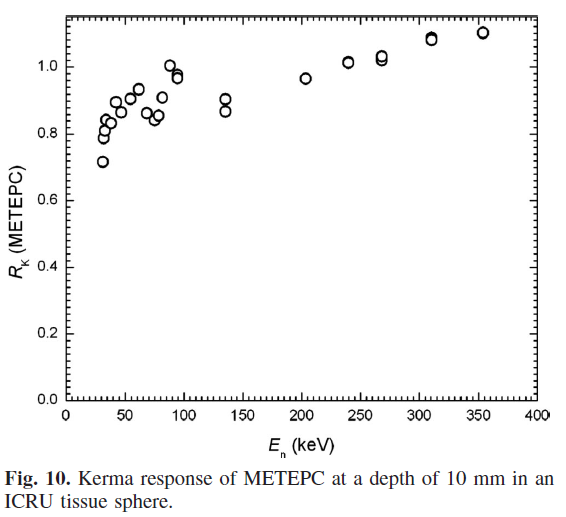 1.0
0.8
0.6
0.4
0.2
0.0
R_K (METEPC)
0 50 100 150 200 250 300 350 400
E_n (keV)
Fig. 10. Kerma response of METEPC at a depth of 10 mm in an
ICRU tissue sphere.